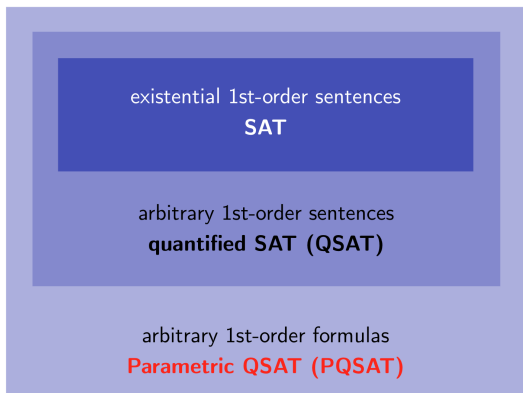 existential 1st-order sentences
SAT
arbitrary 1st-order sentences
quantified SAT (QSAT)
arbitrary 1st-order formulas
Parametric QSAT (PQSAT)